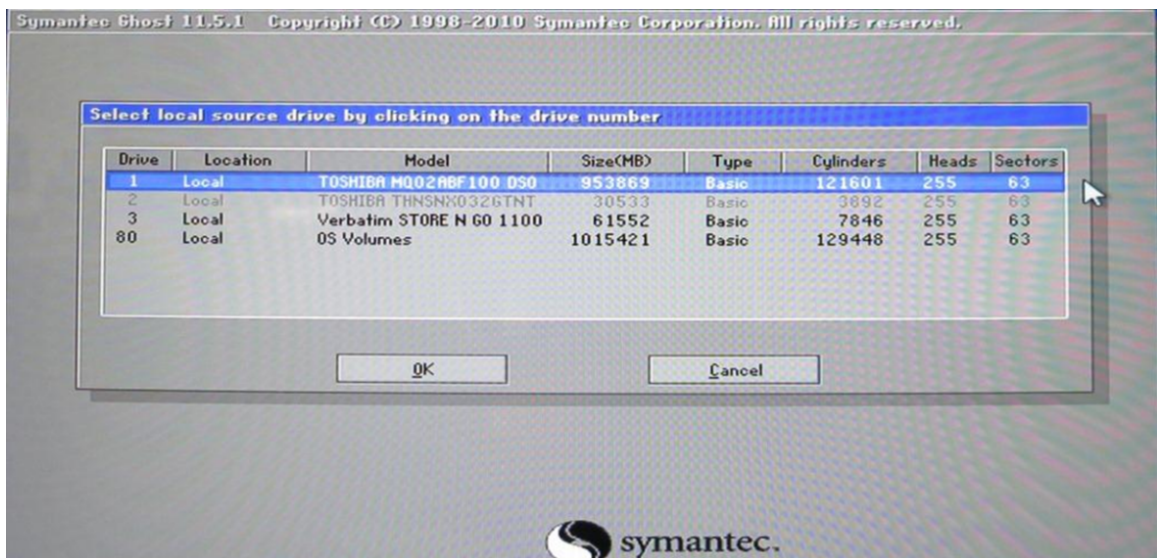 Symantec Ghost 11.5.1 Copyright (C) 1998-2010 Symantec Corporation. All rights reserved.
Select local source drive by clicking on the drive number
Drive Location Model Size(MB) Type Cylinders Heads Sectors
1 Local TOSHIBA MQ02ABF100 DSO 953869 Basic 121601 255 63
2 Local TOSHIBA THNSNX032GTNT 30533 Basic 3892 255 63
3 Local Verbatim STORE N GO 1100 61552 Basic 7846 255 63
80 Local OS Volumes 1015421 Basic 129448 255 63
OK Cancel
symantec.